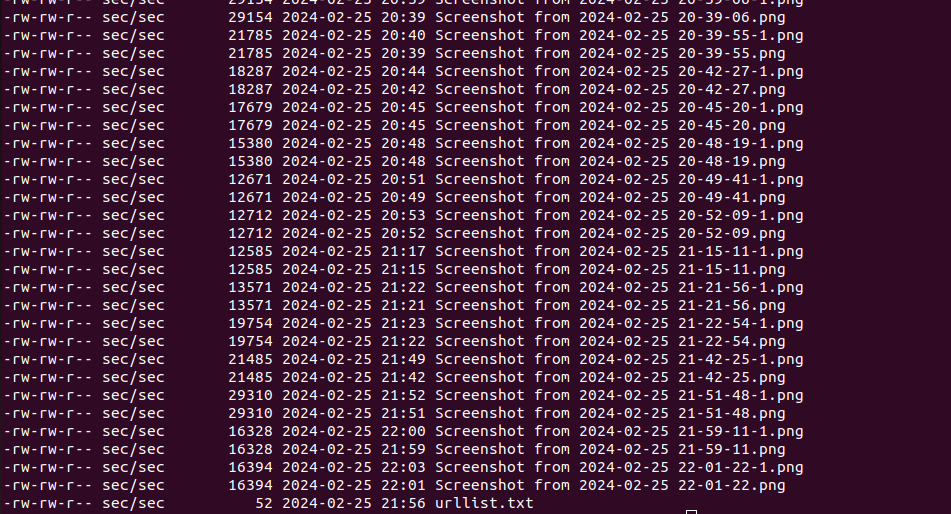 29154 2024-02-25 20:39 Screenshot from 2024-02-25 20-39-06-1.png
-rw-rw-r-- sec/sec 29154 2024-02-25 20:39 Screenshot from 2024-02-25 20-39-06.png
-rw-rw-r-- sec/sec 21785 2024-02-25 20:40 Screenshot from 2024-02-25 20-39-55-1.png
-rw-rw-r-- sec/sec 21785 2024-02-25 20:39 Screenshot from 2024-02-25 20-39-55.png
-rw-rw-r-- sec/sec 18287 2024-02-25 20:44 Screenshot from 2024-02-25 20-42-27-1.png
-rw-rw-r-- sec/sec 18287 2024-02-25 20:42 Screenshot from 2024-02-25 20-42-27.png
-rw-rw-r-- sec/sec 17679 2024-02-25 20:45 Screenshot from 2024-02-25 20-45-20-1.png
-rw-rw-r-- sec/sec 17679 2024-02-25 20:45 Screenshot from 2024-02-25 20-45-20.png
-rw-rw-r-- sec/sec 15380 2024-02-25 20:48 Screenshot from 2024-02-25 20-48-19-1.png
-rw-rw-r-- sec/sec 15380 2024-02-25 20:48 Screenshot from 2024-02-25 20-48-19.png
-rw-rw-r-- sec/sec 12671 2024-02-25 20:51 Screenshot from 2024-02-25 20-49-41-1.png
-rw-rw-r-- sec/sec 12671 2024-02-25 20:49 Screenshot from 2024-02-25 20-49-41.png
-rw-rw-r-- sec/sec 12712 2024-02-25 20:53 Screenshot from 2024-02-25 20-52-09-1.png
-rw-rw-r-- sec/sec 12712 2024-02-25 20:52 Screenshot from 2024-02-25 20-52-09.png
-rw-rw-r-- sec/sec 12585 2024-02-25 21:17 Screenshot from 2024-02-25 21-15-11-1.png
-rw-rw-r-- sec/sec 12585 2024-02-25 21:15 Screenshot from 2024-02-25 21-15-11.png
-rw-rw-r-- sec/sec 13571 2024-02-25 21:22 Screenshot from 2024-02-25 21-21-56-1.png
-rw-rw-r-- sec/sec 13571 2024-02-25 21:21 Screenshot from 2024-02-25 21-21-56.png
-rw-rw-r-- sec/sec 19754 2024-02-25 21:23 Screenshot from 2024-02-25 21-22-54-1.png
-rw-rw-r-- sec/sec 19754 2024-02-25 21:22 Screenshot from 2024-02-25 21-22-54.png
-rw-rw-r-- sec/sec 21485 2024-02-25 21:49 Screenshot from 2024-02-25 21-42-25-1.png
-rw-rw-r-- sec/sec 21485 2024-02-25 21:42 Screenshot from 2024-02-25 21-42-25.png
-rw-rw-r-- sec/sec 29310 2024-02-25 21:52 Screenshot from 2024-02-25 21-51-48-1.png
-rw-rw-r-- sec/sec 29310 2024-02-25 21:51 Screenshot from 2024-02-25 21-51-48.png
-rw-rw-r-- sec/sec 16328 2024-02-25 22:00 Screenshot from 2024-02-25 21-59-11-1.png
-rw-rw-r-- sec/sec 16328 2024-02-25 21:59 Screenshot from 2024-02-25 21-59-11.png
-rw-rw-r-- sec/sec 16394 2024-02-25 22:03 Screenshot from 2024-02-25 22-01-22-1.png
-rw-rw-r-- sec/sec 16394 2024-02-25 22:01 Screenshot from 2024-02-25 22-01-22.png
-rw-rw-r-- sec/sec 52 2024-02-25 21:56 urllist.txt